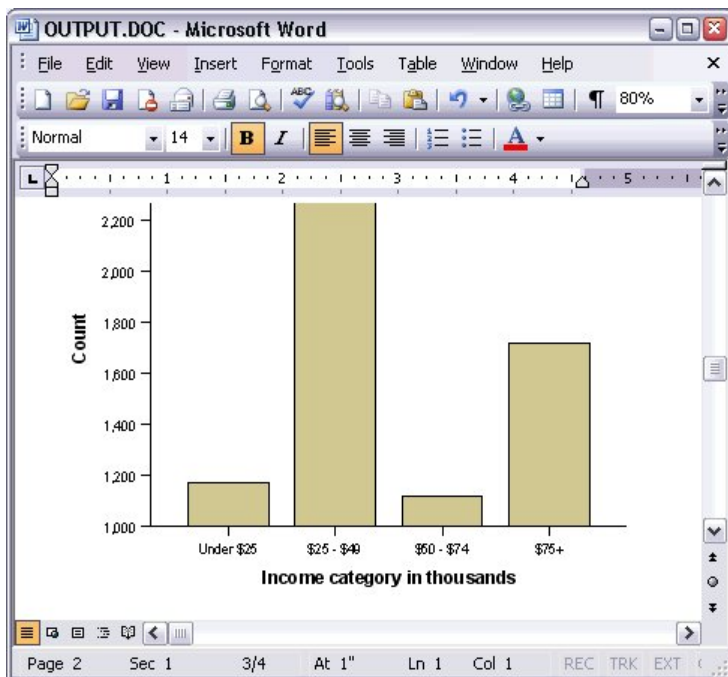 OUTPUT.DOC - Microsoft Word
File Edit View Insert Format Tools Table Window Help
ABC ¶ 80%
Normal 14 B I A
L 1 2 3 4 5
2,200
2,000
1,800
1,600
1,400
1,200
1,000
Count
Under $25 $25 - $49 $50 - $74 $75+
Income category in thousands
Page 2 Sec 1 3/4 At 1" Ln 1 Col 1 REC TRK EXT